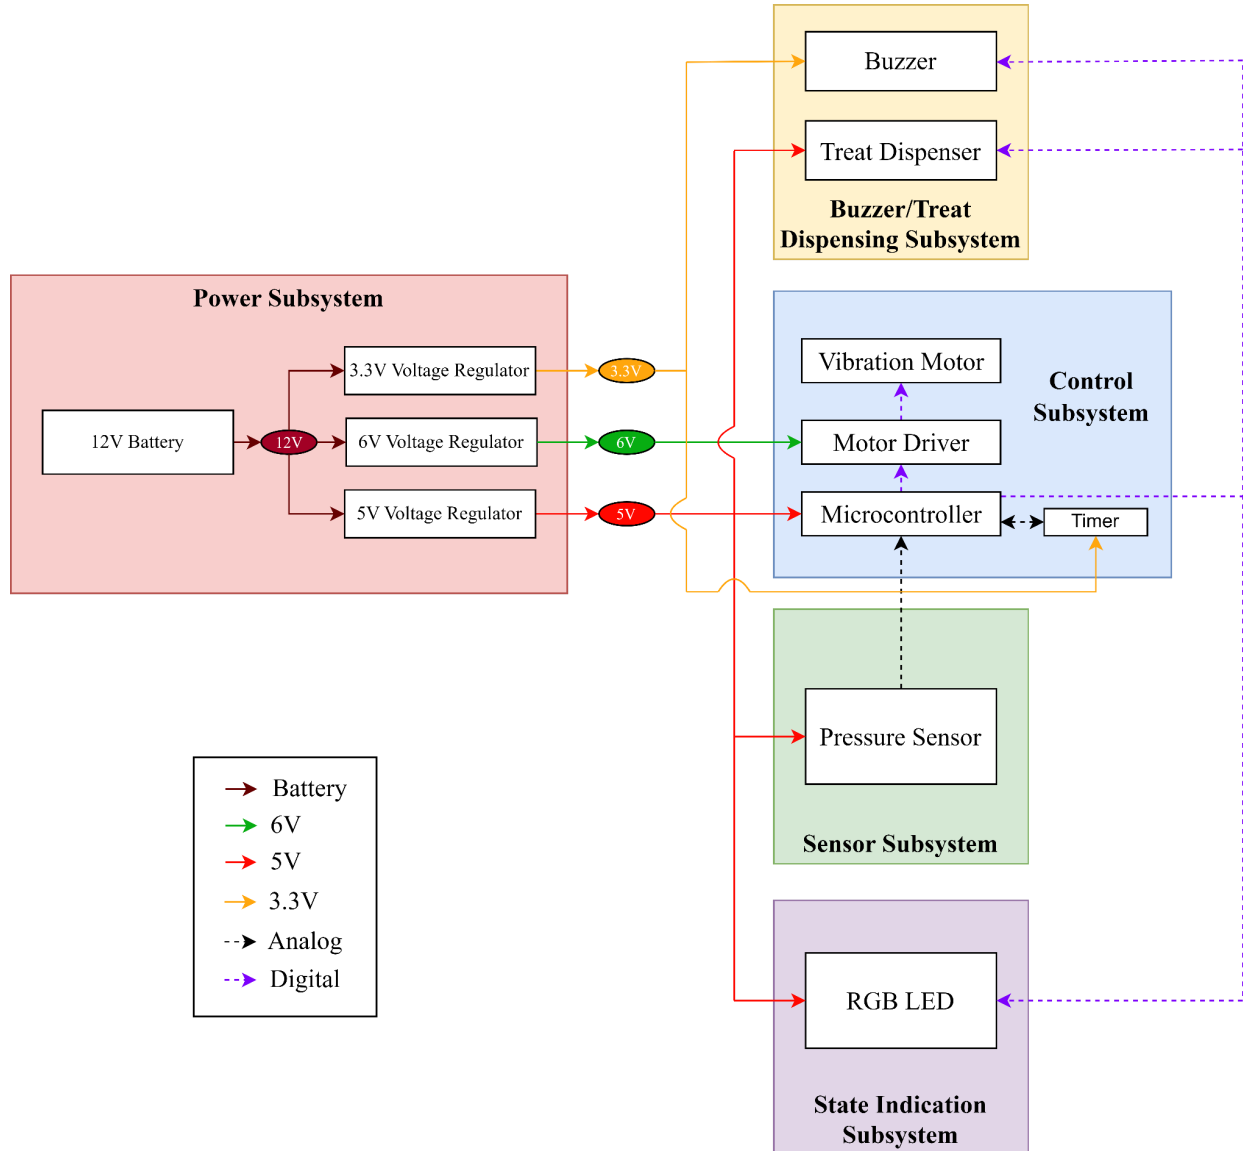 Buzzer
Treat Dispenser
Buzzer/Treat
Dispensing Subsystem
Power Subsystem
3.3V Voltage Regulator
3.3V
12V Battery
12V
6V Voltage Regulator
6V
5V Voltage Regulator
5V
Vibration Motor
Control
Subsystem
Motor Driver
Microcontroller
Timer
Pressure Sensor
Sensor Subsystem
Battery
6V
5V
3.3V
Analog
Digital
RGB LED
State Indication
Subsystem